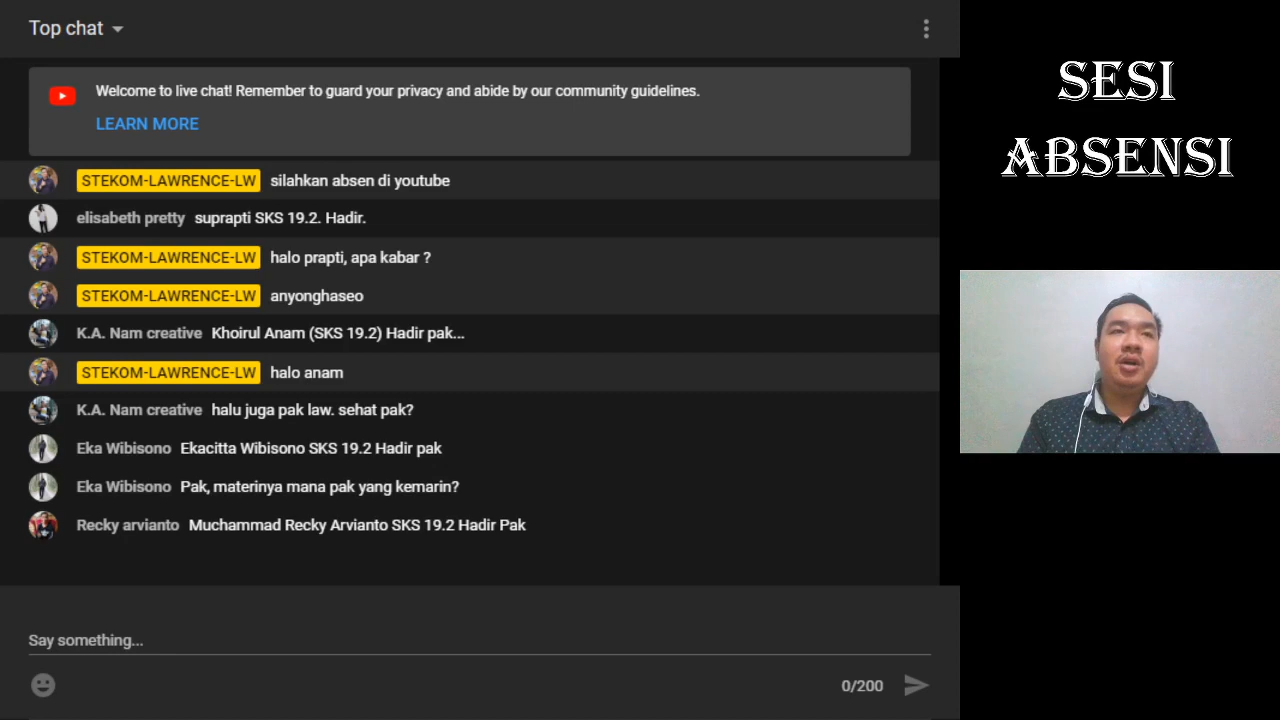 Top chat
Welcome to live chat! Remember to guard your privacy and abide by our community guidelines.
LEARN MORE
STEKOM-LAWRENCE-LW silahkan absen di youtube
elisabeth pretty suprapti SKS 19.2. Hadir.
STEKOM-LAWRENCE-LW halo prapti, apa kabar ?
STEKOM-LAWRENCE-LW anyonghaseo
K.A. Nam creative Khoirul Anam (SKS 19.2) Hadir pak...
STEKOM-LAWRENCE-LW halo anam
K.A. Nam creative halu juga pak law. sehat pak?
Eka Wibisono Ekacitta Wibisono SKS 19.2 Hadir pak
Eka Wibisono Pak, materinya mana pak yang kemarin?
Recky arvianto Muchammad Recky Arvianto SKS 19.2 Hadir Pak
Say something...
0/200
SESI
ABSENSI